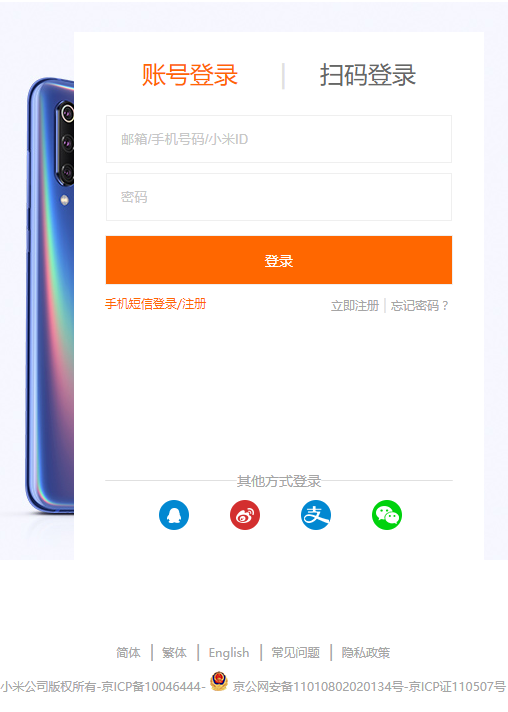 账号登录 | 扫码登录
邮箱/手机号码/小米ID
密码
登录
手机短信登录/注册 立即注册 | 忘记密码？
其他方式登录
简体 | 繁体 | English | 常见问题 | 隐私政策
小米公司版权所有-京ICP备10046444- 京公网安备11010802020134号-京ICP证110507号